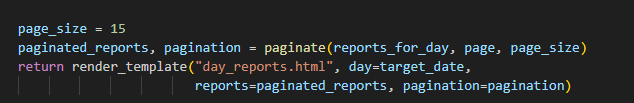 page_size = 15
paginated_reports, pagination = paginate(reports_for_day, page, page_size)
return render_template("day_reports.html", day=target_date,
                       reports=paginated_reports, pagination=pagination)